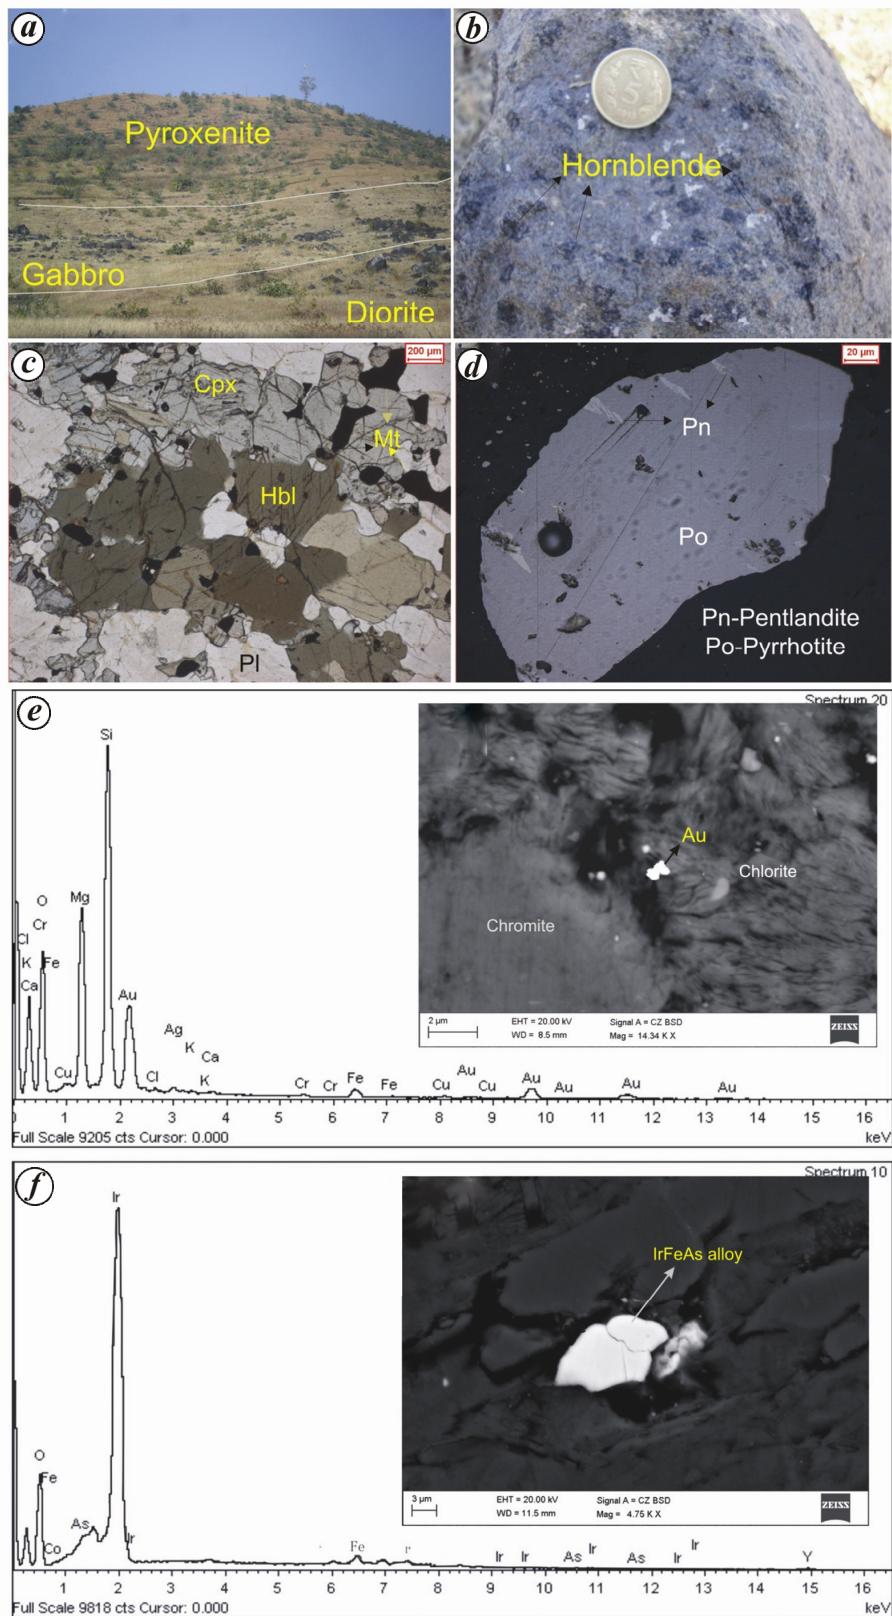 a
Pyroxenite
Gabbro
Diorite
b
5
Hornblende
c
200 µm
Cpx
Mt
Hbl
Pl
d
20 µm
Pn
Po
Pn-Pentlandite
Po-Pyrrhotite
e
Spectrum 20
Si
O
Mg
Cr
Cl
K
Fe
Ca
Au
Ag
K
Ca
Cu
Cl
K
Cr
Cr
Fe
Fe
Cu
Au
Cu
Au
Au
Au
Au
0 1 2 3 4 5 6 7 8 9 10 11 12 13 14 15 16
Full Scale 9205 cts Cursor: 0.000
keV
Au
Chlorite
Chromite
2 µm
EHT = 20.00 kV
Signal A = CZ BSD
WD = 8.5 mm
Mag = 14.34 K X
ZEISS
f
Spectrum 10
Ir
O
Fe
As
Co
Ir
Fe
r
Ir
Ir
As
Ir
As
Ir
Ir
Y
1 2 3 4 5 6 7 8 9 10 11 12 13 14 15 16
Full Scale 9818 cts Cursor: 0.000
keV
IrFeAs alloy
3 µm
EHT = 20.00 kV
Signal A = CZ BSD
WD = 11.5 mm
Mag = 4.75 K X
ZEISS